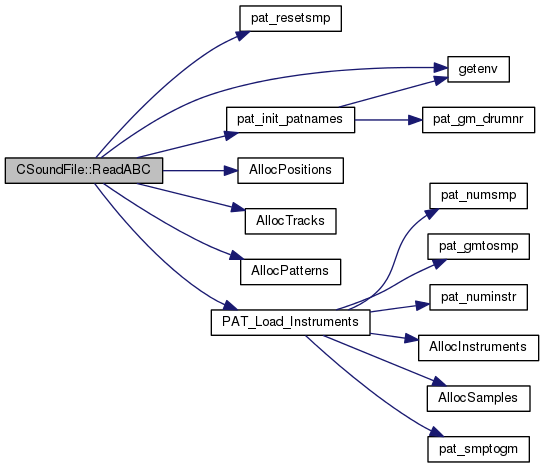 pat_resetsmp
getenv
pat_init_patnames
pat_gm_drumnr
CSoundFile::ReadABC
AllocPositions
pat_numsmp
AllocTracks
pat_gmtosmp
AllocPatterns
pat_numinstr
PAT_Load_Instruments
AllocInstruments
AllocSamples
pat_smptogm